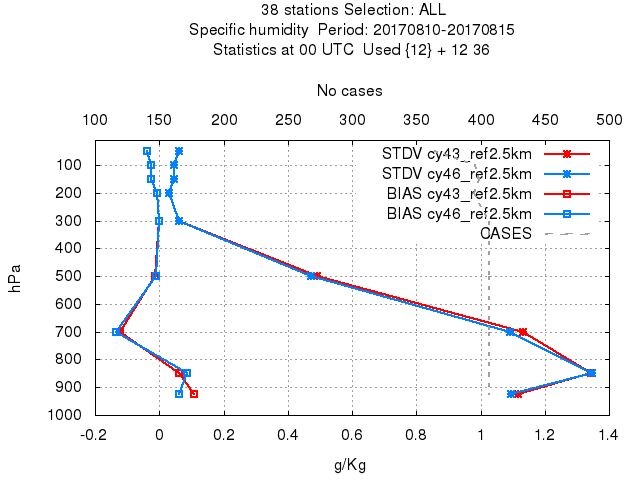 38 stations Selection: ALL
Specific humidity  Period: 20170810-20170815
Statistics at 00 UTC  Used {12} + 12 36
No cases
100 150 200 250 300 350 400 450 500
STDV cy43_ref2.5km
STDV cy46_ref2.5km
BIAS cy43_ref2.5km
BIAS cy46_ref2.5km
CASES
hPa
100
200
300
400
500
600
700
800
900
1000
-0.2 0 0.2 0.4 0.6 0.8 1 1.2 1.4
g/Kg